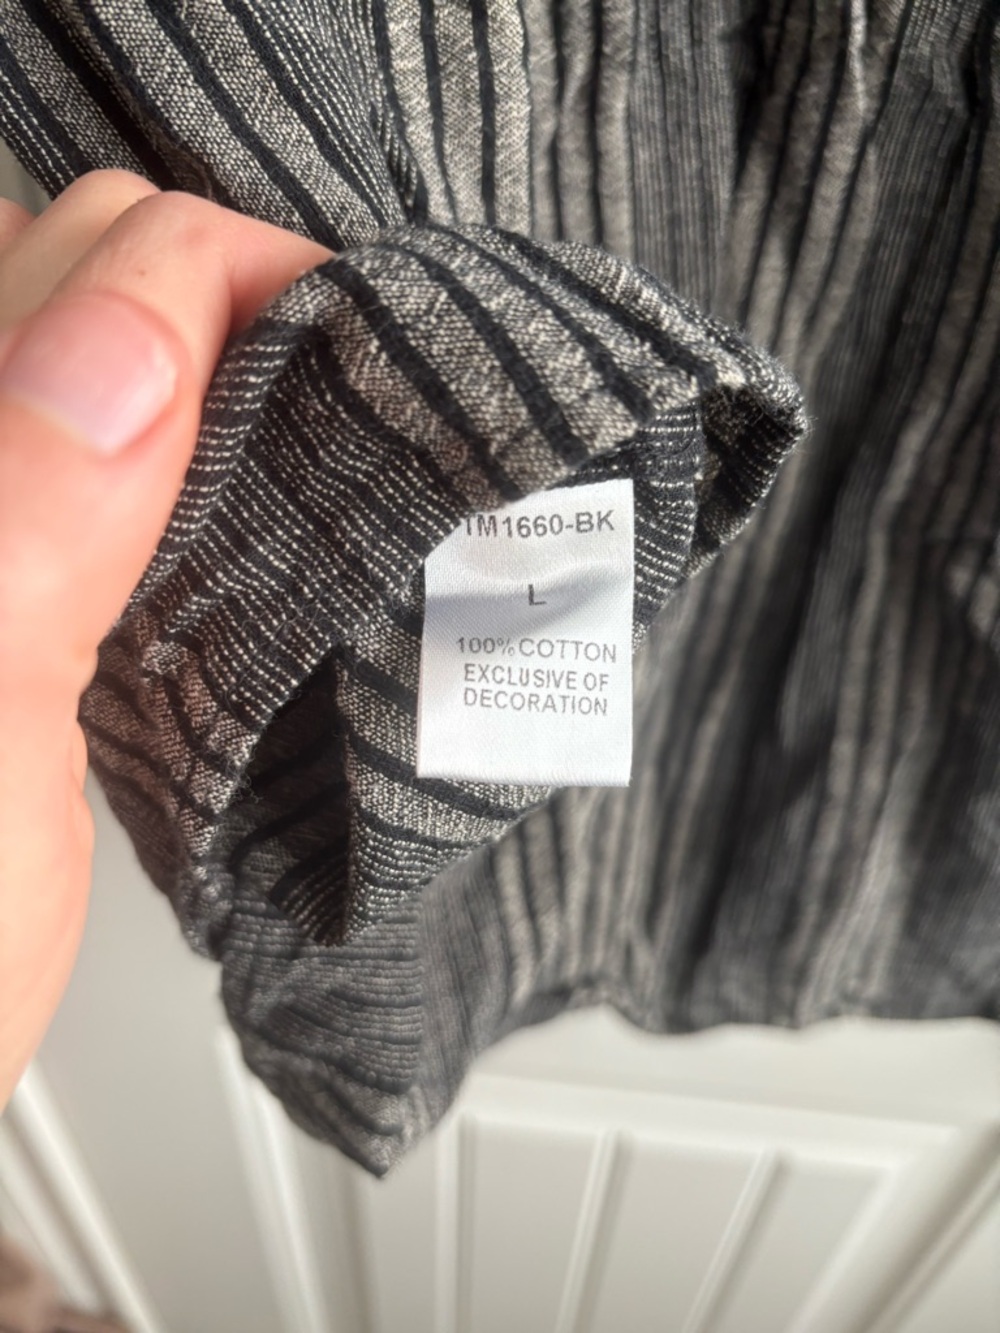 TM1660-BK
L
100%COTTON
EXCLUSIVE OF
DECORATION